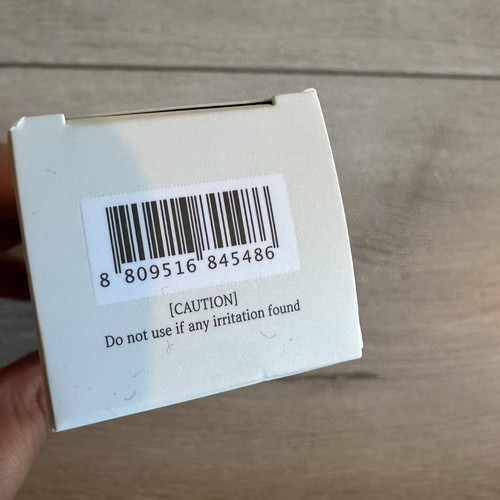 8 809516 845486
[CAUTION]
Do not use if any irritation found